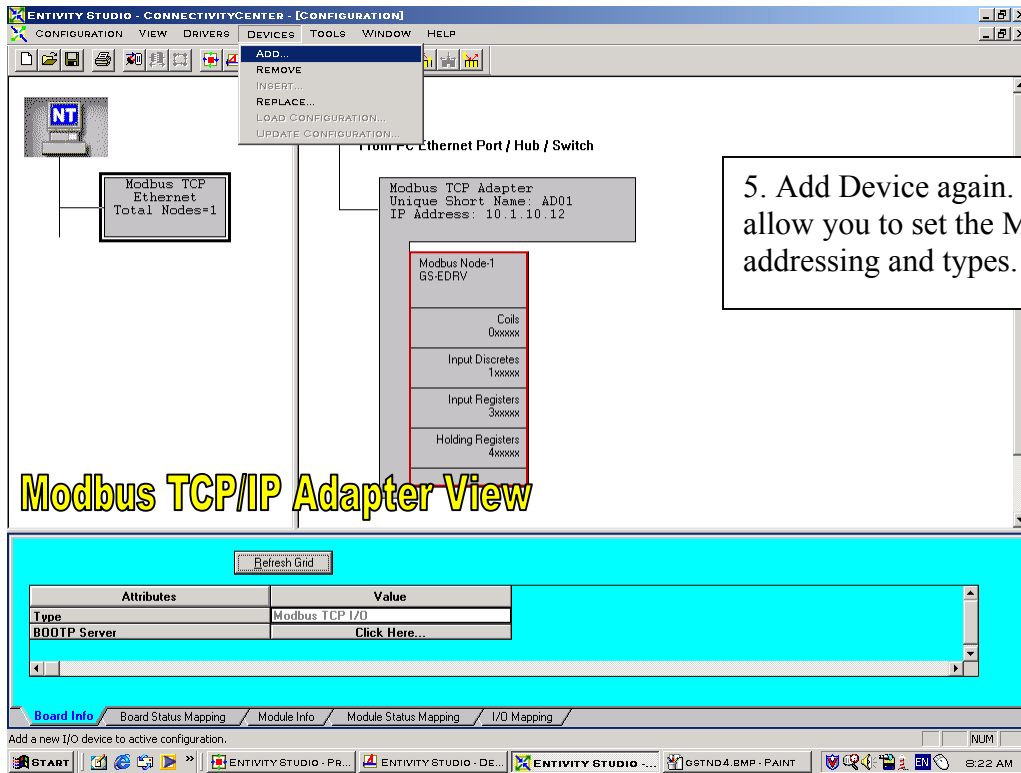 ENTIVITY STUDIO - CONNECTIVITYCENTER - [CONFIGURATION]
CONFIGURATION VIEW DRIVERS DEVICES TOOLS WINDOW HELP
ADD...
REMOVE
INSERT...
REPLACE...
LOAD CONFIGURATION...
UPDATE CONFIGURATION...
NT
Modbus TCP
Ethernet
Total Nodes=1
From PC Ethernet Port / Hub / Switch
Modbus TCP Adapter
Unique Short Name: AD01
IP Address: 10.1.10.12
Modbus Node-1
GS-EDRV
Coils
0xxxxx
Input Discretes
1xxxxx
Input Registers
3xxxxx
Holding Registers
4xxxxx
5. Add Device again.
allow you to set the M
addressing and types.
Modbus TCP/IP Adapter View
Refresh Grid
Attributes Value
Type Modbus TCP I/O
BOOTP Server Click Here...
Board Info Board Status Mapping Module Info Module Status Mapping I/O Mapping
Add a new I/O device to active configuration.
NUM
START » ENTIVITY STUDIO - PR... ENTIVITY STUDIO - DE... ENTIVITY STUDIO -... GSTND4.BMP - PAINT EN 8:22 AM